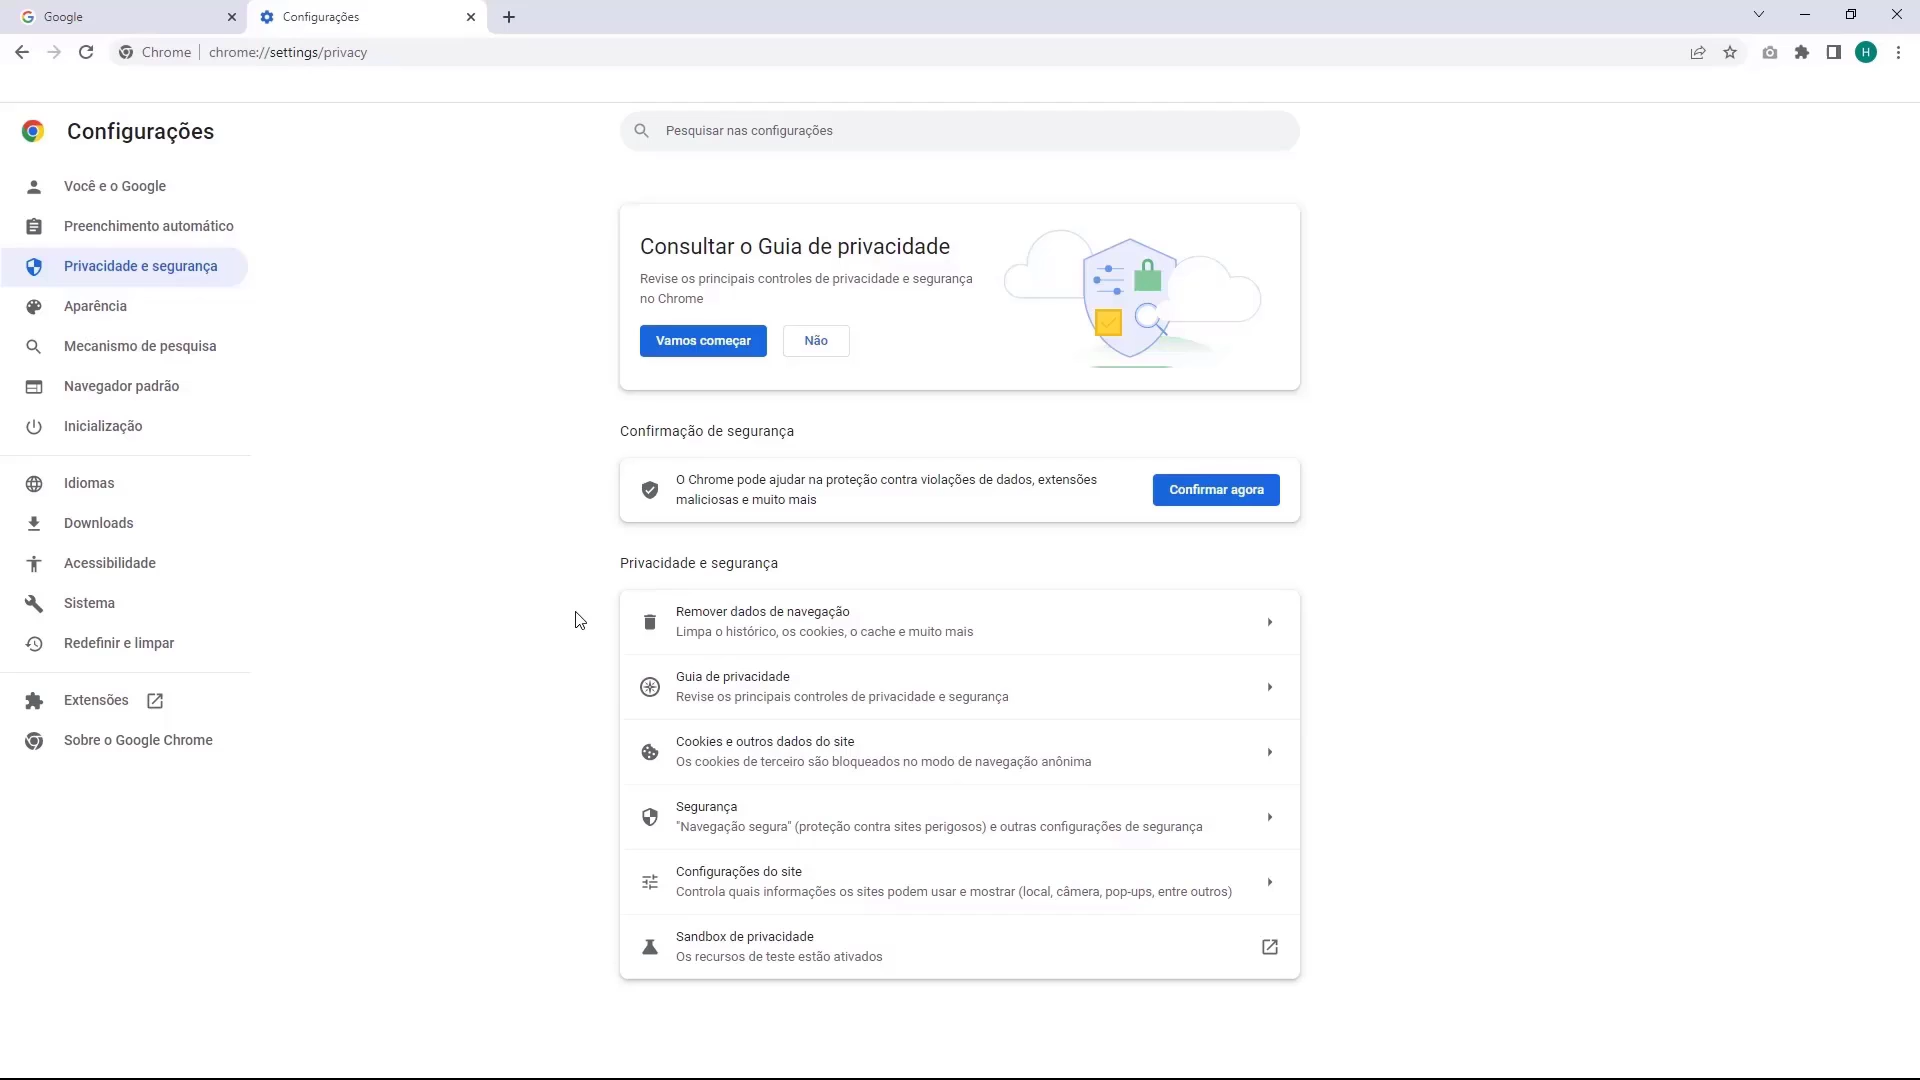 Google
Configurações
Chrome
chrome://settings/privacy
H
Configurações
Pesquisar nas configurações
Você e o Google
Preenchimento automático
Privacidade e segurança
Aparência
Mecanismo de pesquisa
Navegador padrão
Inicialização
Idiomas
Downloads
Acessibilidade
Sistema
Redefinir e limpar
Extensões
Sobre o Google Chrome
Consultar o Guia de privacidade
Revise os principais controles de privacidade e segurança
no Chrome
Vamos começar
Não
Confirmação de segurança
O Chrome pode ajudar na proteção contra violações de dados, extensões
maliciosas e muito mais
Confirmar agora
Privacidade e segurança
Remover dados de navegação
Limpa o histórico, os cookies, o cache e muito mais
Guia de privacidade
Revise os principais controles de privacidade e segurança
Cookies e outros dados do site
Os cookies de terceiro são bloqueados no modo de navegação anônima
Segurança
"Navegação segura" (proteção contra sites perigosos) e outras configurações de segurança
Configurações do site
Controla quais informações os sites podem usar e mostrar (local, câmera, pop-ups, entre outros)
Sandbox de privacidade
Os recursos de teste estão ativados